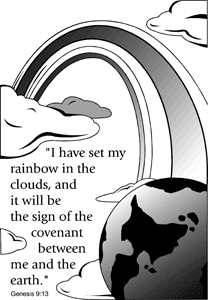 "I have set my
rainbow in the
clouds, and
it will be
the sign of the
covenant
between
me and the
earth."
Genesis 9:13